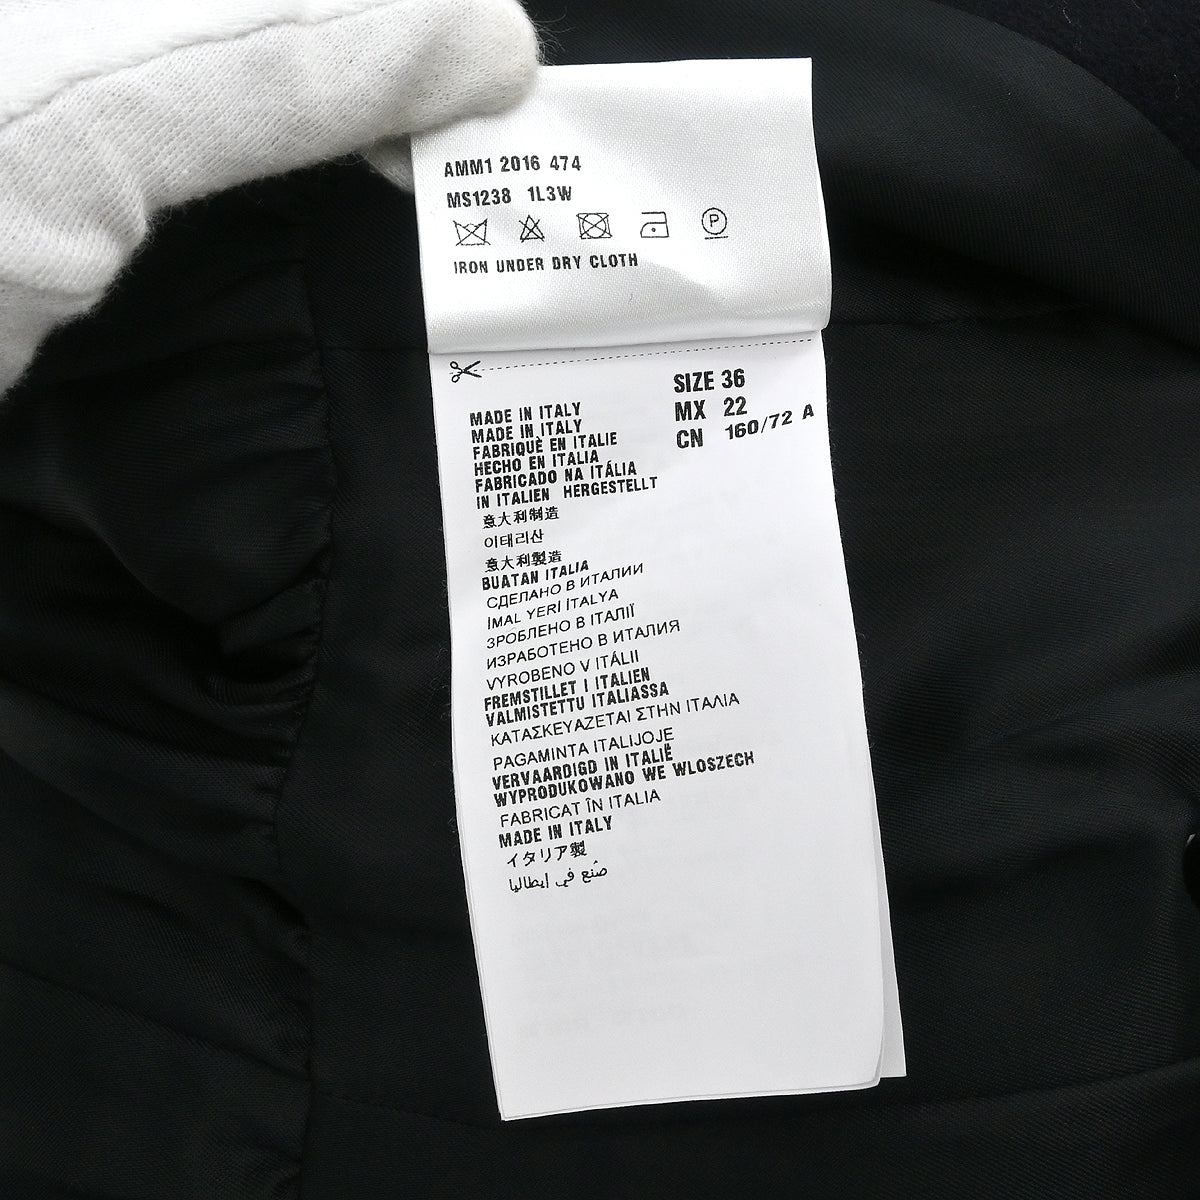 AMM1 2016 474
MS1238 1L3W
P
IRON UNDER DRY CLOTH
SIZE 36
MX 22
CN 160/72 A
MADE IN ITALY
MADE IN ITALY
FABRIQUÈ EN ITALIE
HECHO EN ITALIA
FABRICADO NA ITÁLIA
IN ITALIEN HERGESTELLT
意大利制造
이태리산
意大利製造
BUATAN ITALIA
СДЕЛАНО В ИТАЛИИ
İMAL YERİ İTALYA
ЗРОБЛЕНО В ІТАЛІЇ
ИЗРАБОТЕНО В ИТАЛИЯ
VYROBENO V ITÁLII
FREMSTILLET I ITALIEN
VALMISTETTU ITALIASSA
ΚΑΤΑΣΚΕΥΑΖΕΤΑΙ ΣΤΗΝ ΙΤΑΛΙΑ
PAGAMINTA ITALIJOJE
VERVAARDIGD IN ITALIË
WYPRODUKOWANO WE WLOSZECH
FABRICAT ÎN ITALIA
MADE IN ITALY
イタリア製
صُنع في إيطاليا